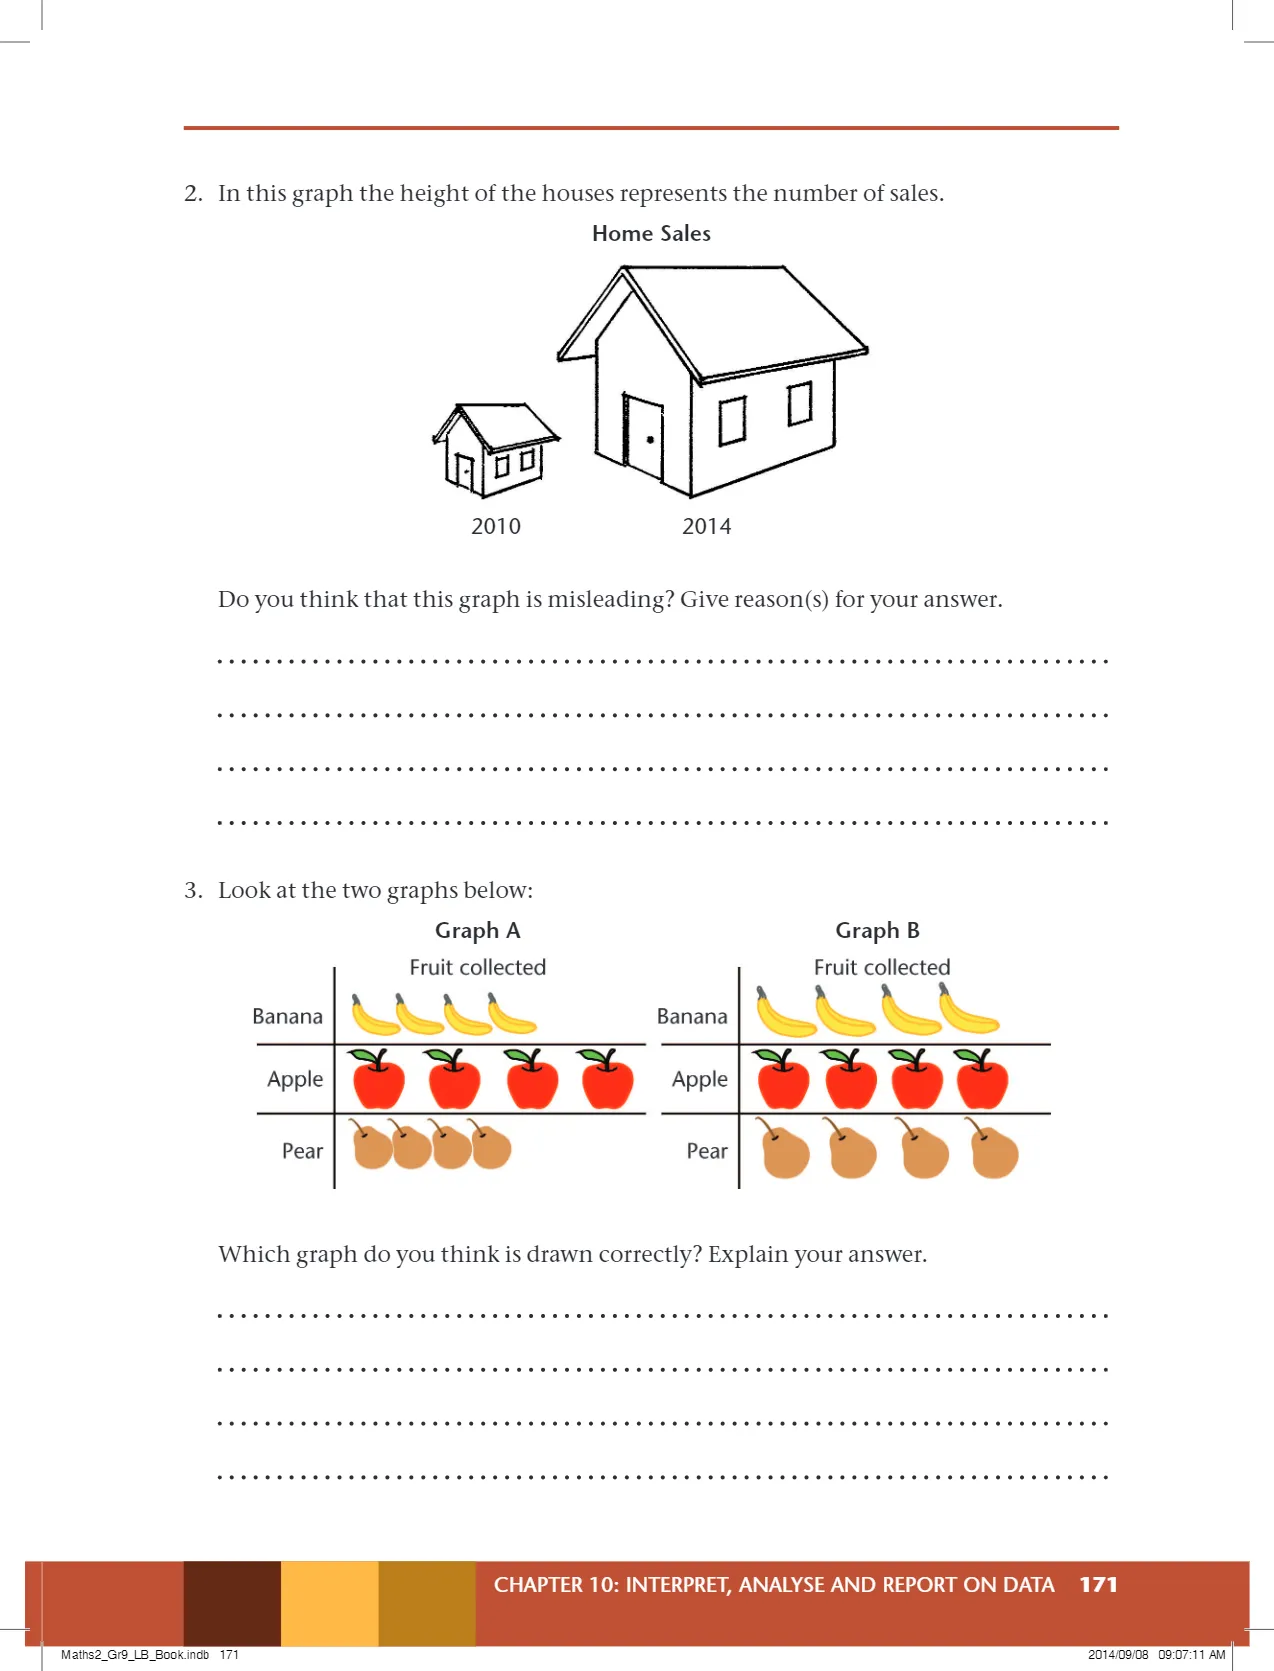 2. In this graph the height of the houses represents the number of sales.
Home Sales
2010 2014
Do you think that this graph is misleading? Give reason(s) for your answer.
3. Look at the two graphs below:
Graph A
Fruit collected
Banana
Apple
Pear
Graph B
Fruit collected
Banana
Apple
Pear
Which graph do you think is drawn correctly? Explain your answer.
CHAPTER 10: INTERPRET, ANALYSE AND REPORT ON DATA 171
Maths2_Gr9_LB_Book.indb 171 2014/09/08 09:07:11 AM